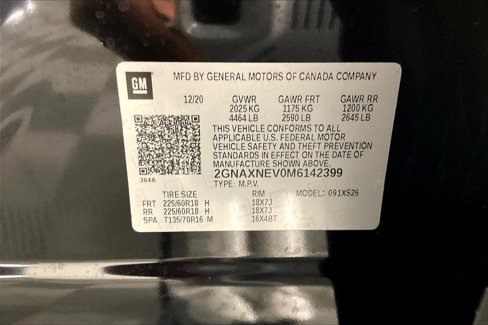 GM
MFD BY GENERAL MOTORS OF CANADA COMPANY
12/20 GVWR GAWR FRT GAWR RR
2025 KG 1175 KG 1200 KG
4464 LB 2590 LB 2645 LB
THIS VEHICLE CONFORMS TO ALL
APPLICABLE U.S. FEDERAL MOTOR
VEHICLE SAFETY AND THEFT PREVENTION
STANDARDS IN EFFECT ON THE DATE OF
MANUFACTURE SHOWN ABOVE.
2GNAXNEV0M6142399
384A
TYPE: M.P.V. MODEL: 091XS26
TIRE SIZE RIM
FRT 225/60R18 H 18X7J
RR 225/60R18 H 18X7J
SPA T135/70R16 M 16X4BT